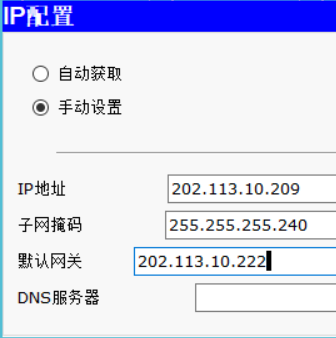 IP配置
自动获取
手动设置
IP地址 202.113.10.209
子网掩码 255.255.255.240
默认网关 202.113.10.222
DNS服务器